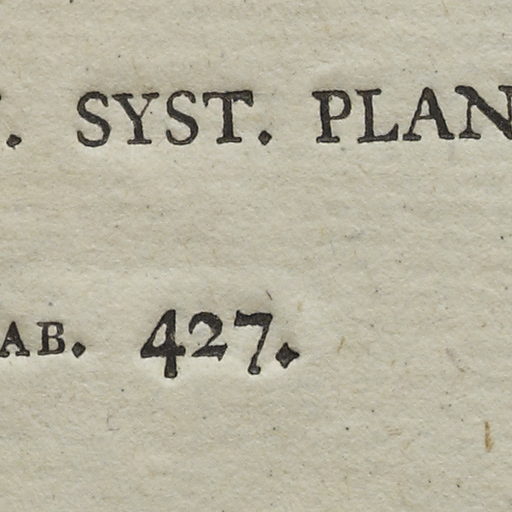 . SYST. PLAN
AB. 427.